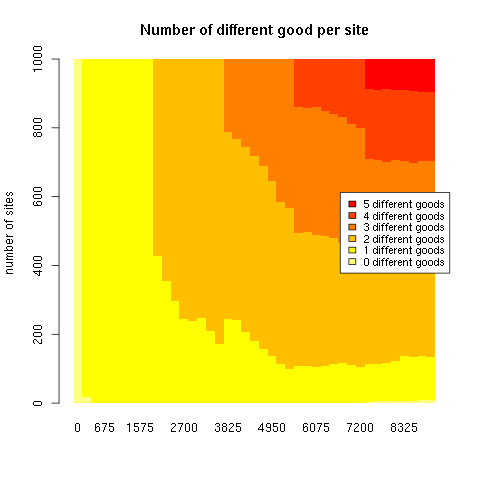 Number of different good per site
number of sites
1000
800
600
400
200
0
5 different goods
4 different goods
3 different goods
2 different goods
1 different goods
0 different goods
0 675 1575 2700 3825 4950 6075 7200 8325